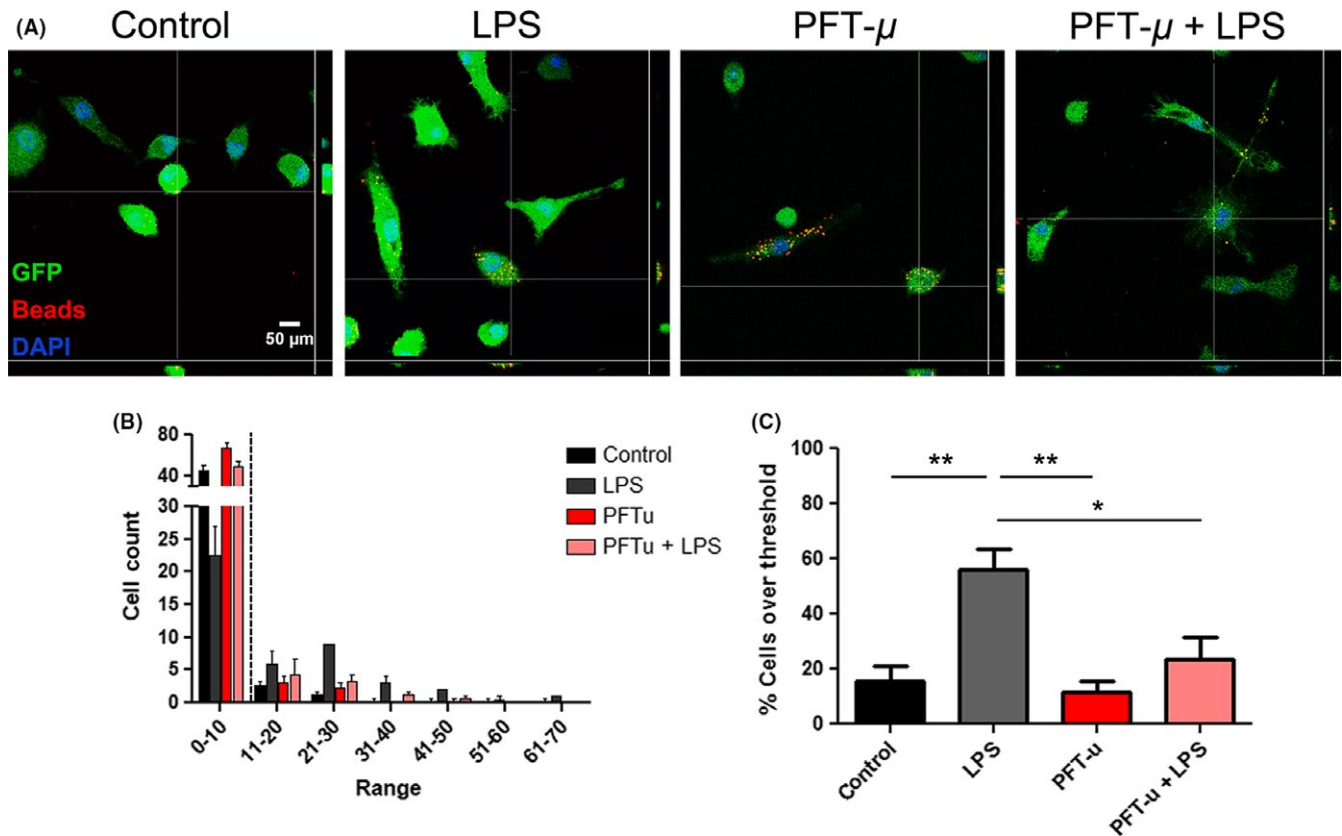 (A)
Control
LPS
PFT-μ
PFT-μ + LPS
GFP
Beads
DAPI
50 μm
(B)
80
40
30
25
20
15
10
5
0
Cell count
0-10
11-20
21-30
31-40
41-50
51-60
61-70
Range
Control
LPS
PFTu
PFTu + LPS
(C)
100
80
60
40
20
0
% Cells over threshold
**
**
*
Control
LPS
PFT-u
PFT-u + LPS